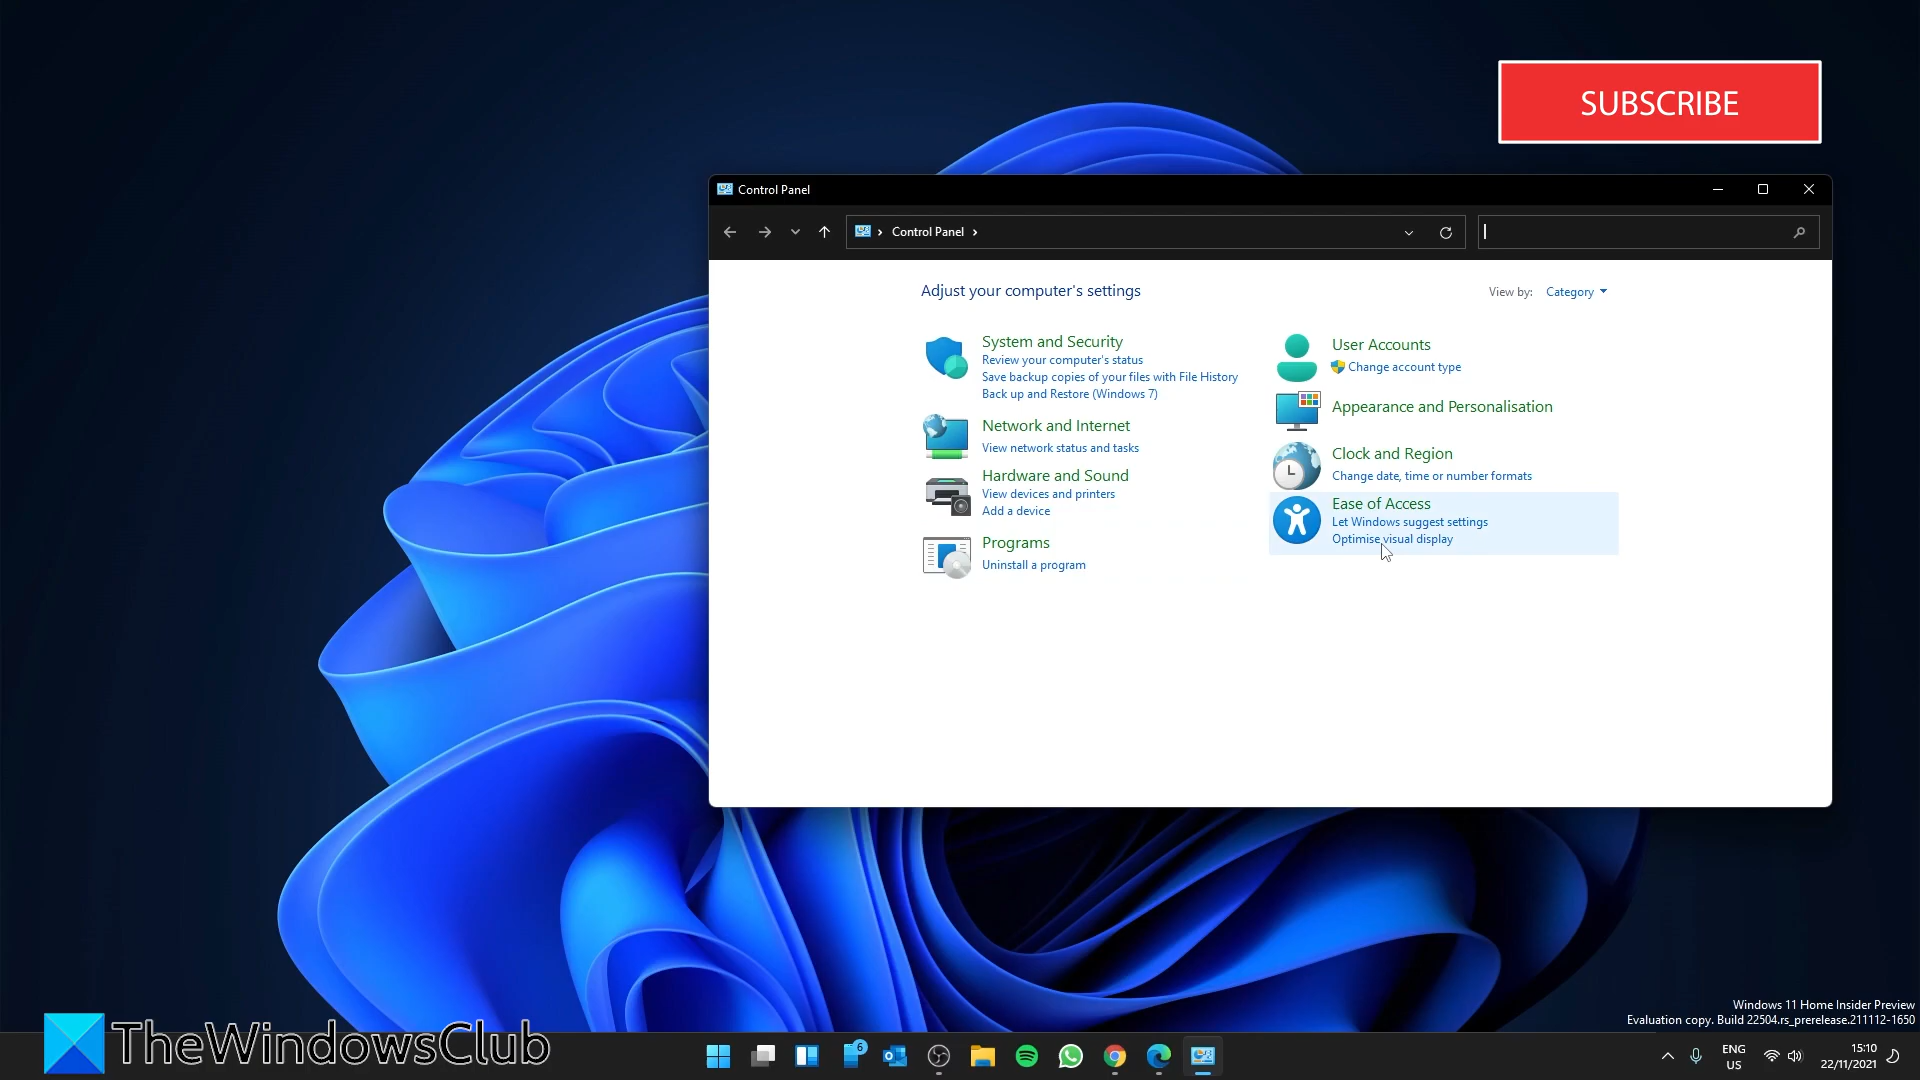 SUBSCRIBE
Control Panel
Control Panel
Adjust your computer's settings
View by: Category
System and Security
Review your computer's status
Save backup copies of your files with File History
Back up and Restore (Windows 7)
Network and Internet
View network status and tasks
Hardware and Sound
View devices and printers
Add a device
Programs
Uninstall a program
User Accounts
Change account type
Appearance and Personalisation
Clock and Region
Change date, time or number formats
Ease of Access
Let Windows suggest settings
Optimise visual display
Windows 11 Home Insider Preview
Evaluation copy. Build 22504.rs_prerelease.211112-1650
TheWindowsClub
6
ENG
US
15:10
22/11/2021